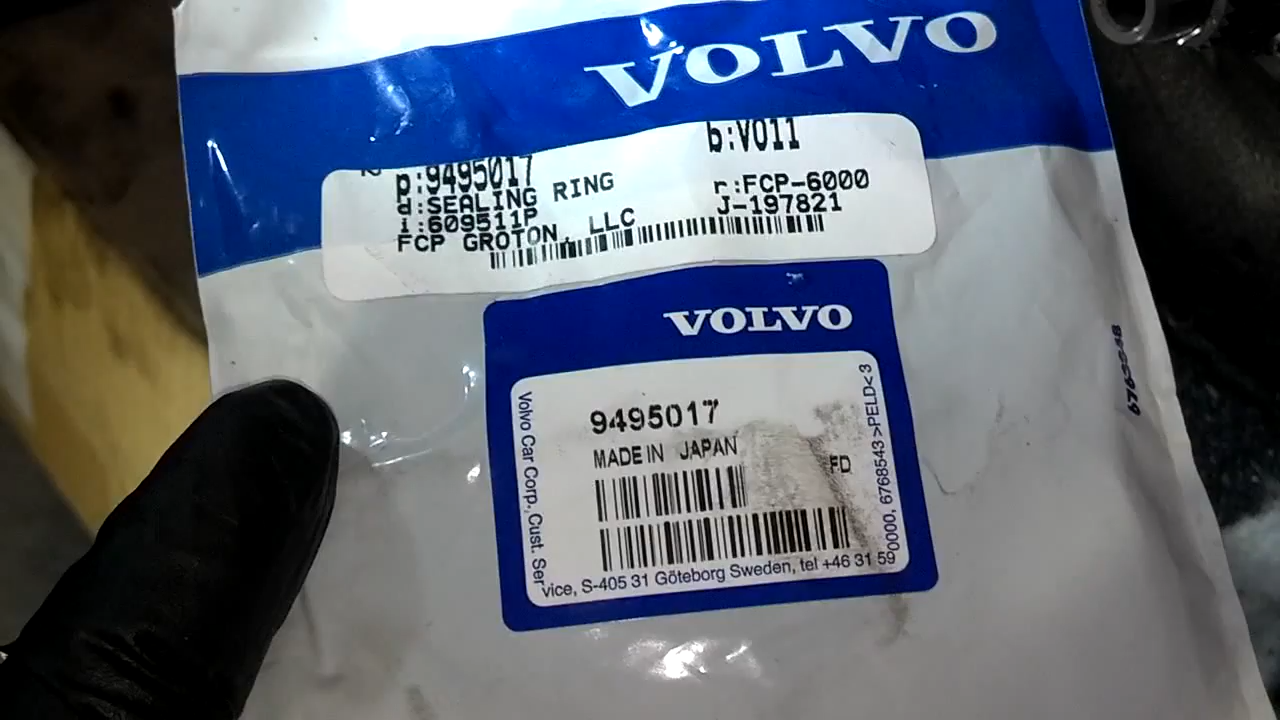 VOLVO
b:V011
p:9495017
d:SEALING RING
r:FCP-6000
i:609511P
J-197821
FCP GROTON, LLC
VOLVO
9495017
MADE IN JAPAN
FD
Volvo Car Corp., Cust. Service, S-405 31 Göteborg Sweden, tel +46 31 590000, 6768543 >PELD< 3